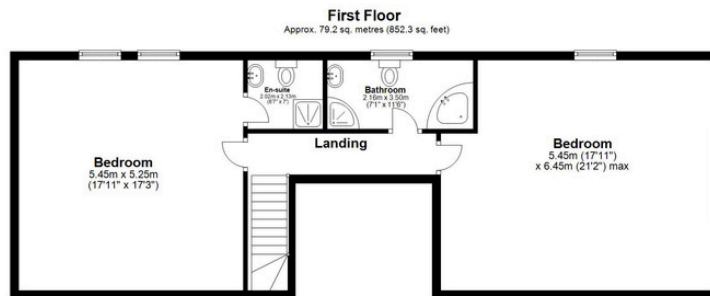 First Floor
Approx. 79.2 sq. metres (852.3 sq. feet)
En-suite
2.02m x 2.13m
(6'7" x 7')
Bathroom
2.16m x 3.50m
(7'1" x 11'6")
Landing
Bedroom
5.45m x 5.25m
(17'11" x 17'3")
Bedroom
5.45m (17'11")
x 6.45m (21'2") max